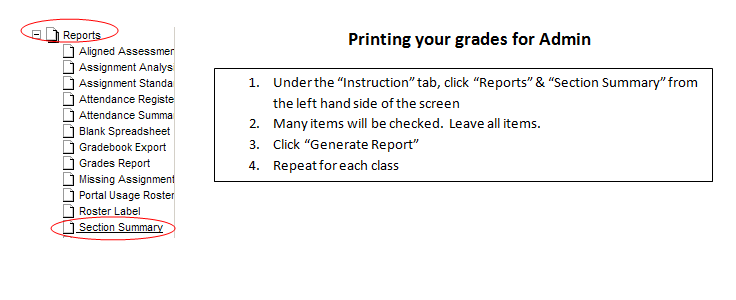 Reports
Aligned Assessmen
Assignment Analys
Assignment Standa
Attendance Registe
Attendance Summa
Blank Spreadsheet
Gradebook Export
Grades Report
Missing Assignment
Portal Usage Roster
Roster Label
Section Summary
Printing your grades for Admin
1. Under the “Instruction” tab, click “Reports” & “Section Summary” from
the left hand side of the screen
2. Many items will be checked. Leave all items.
3. Click “Generate Report”
4. Repeat for each class